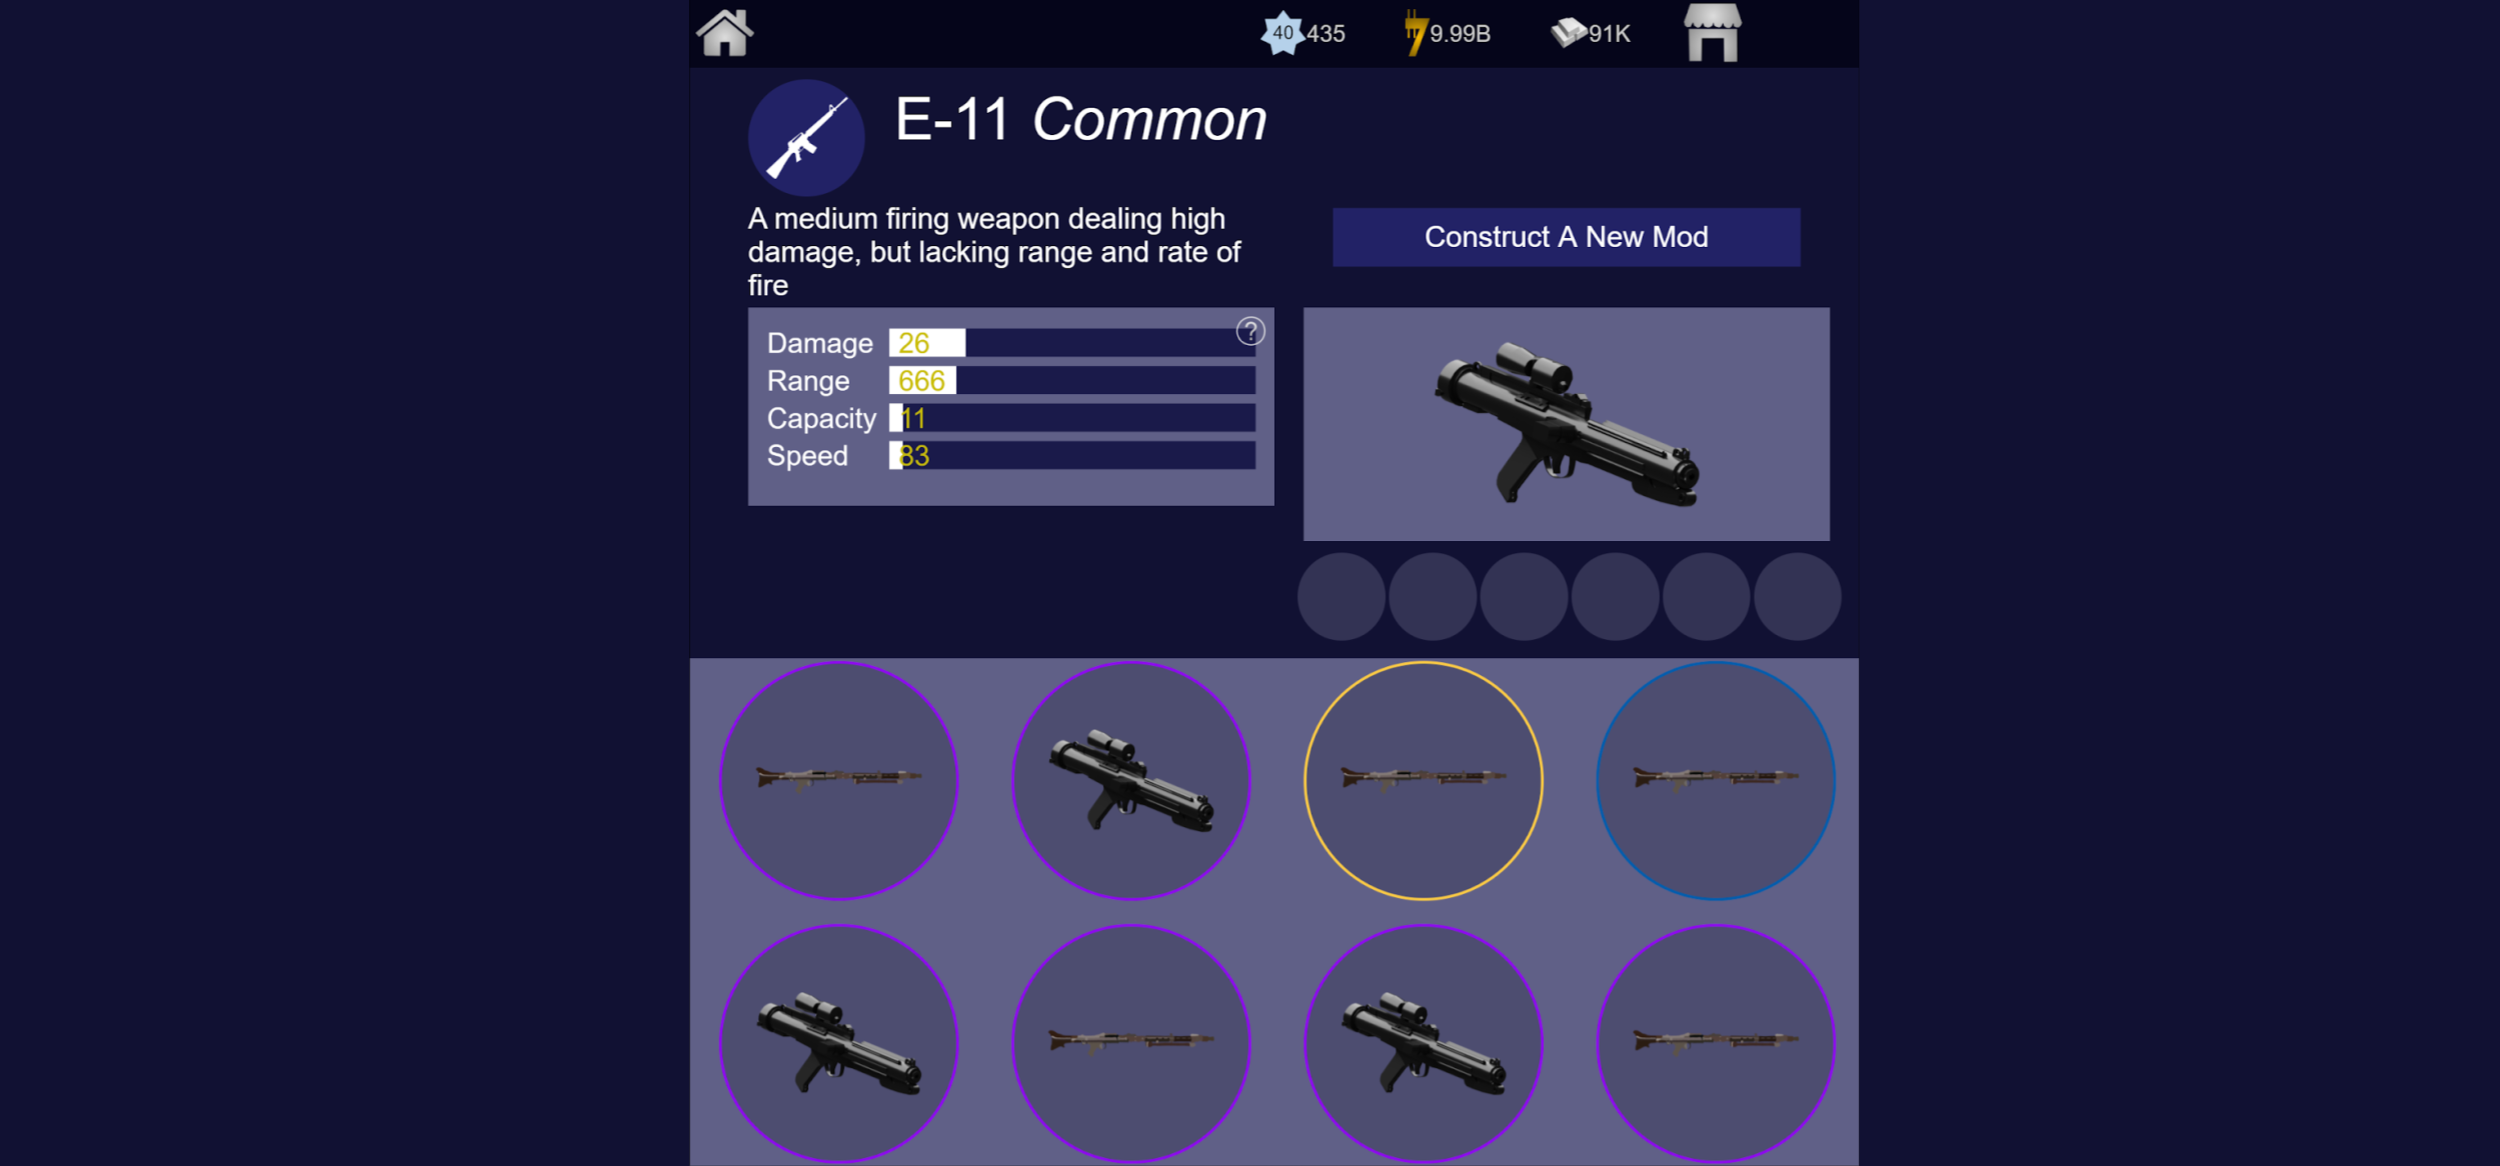 40 435 9.99B 91K
E-11 Common
A medium firing weapon dealing high
damage, but lacking range and rate of
fire
Construct A New Mod
?
Damage 26
Range 666
Capacity 11
Speed 83